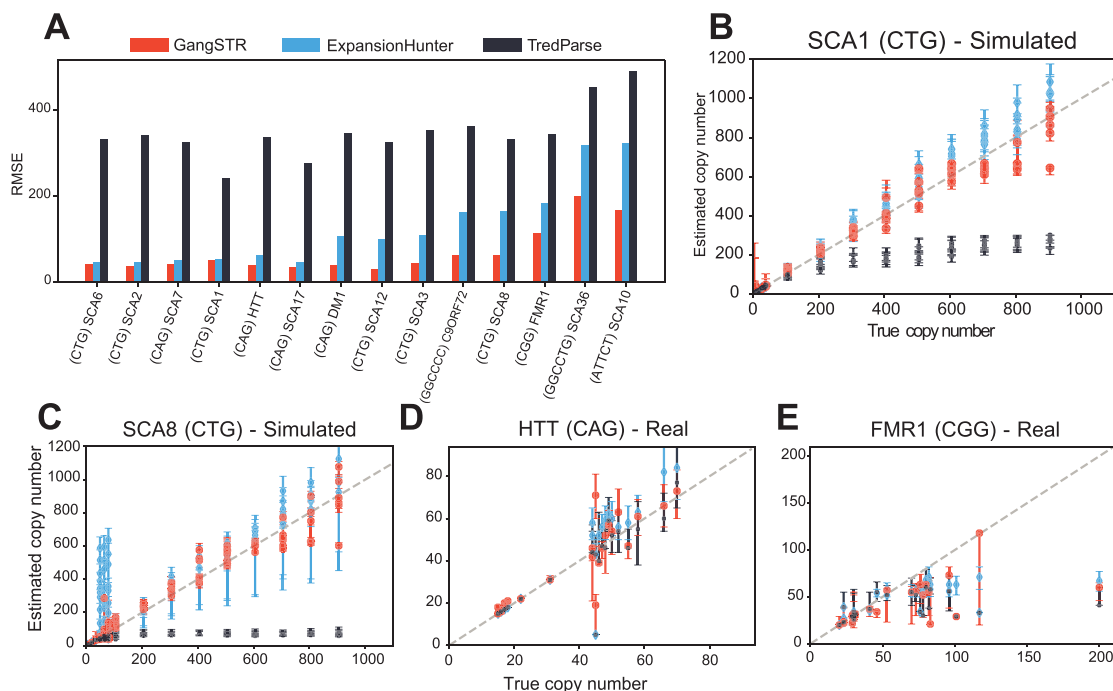 A
GangSTR ExpansionHunter TredParse
RMSE
400
200
0
(CTG) SCA6
(CTG) SCA2
(CAG) SCA7
(CTG) SCA1
(CAG) HTT
(CAG) SCA17
(CAG) DM1
(CTG) SCA12
(CTG) SCA3
(GGCCCC) C9ORF72
(CTG) SCA8
(CGG) FMR1
(GGCCTG) SCA36
(ATTCT) SCA10
B
SCA1 (CTG) - Simulated
Estimated copy number
1200
1000
800
600
400
200
0
0 200 400 600 800 1000
True copy number
C
SCA8 (CTG) - Simulated
Estimated copy number
1200
1000
800
600
400
200
0
0 200 400 600 800 1000
D
HTT (CAG) - Real
80
60
40
20
0
0 20 40 60 80
True copy number
E
FMR1 (CGG) - Real
200
150
100
50
0
0 50 100 150 200